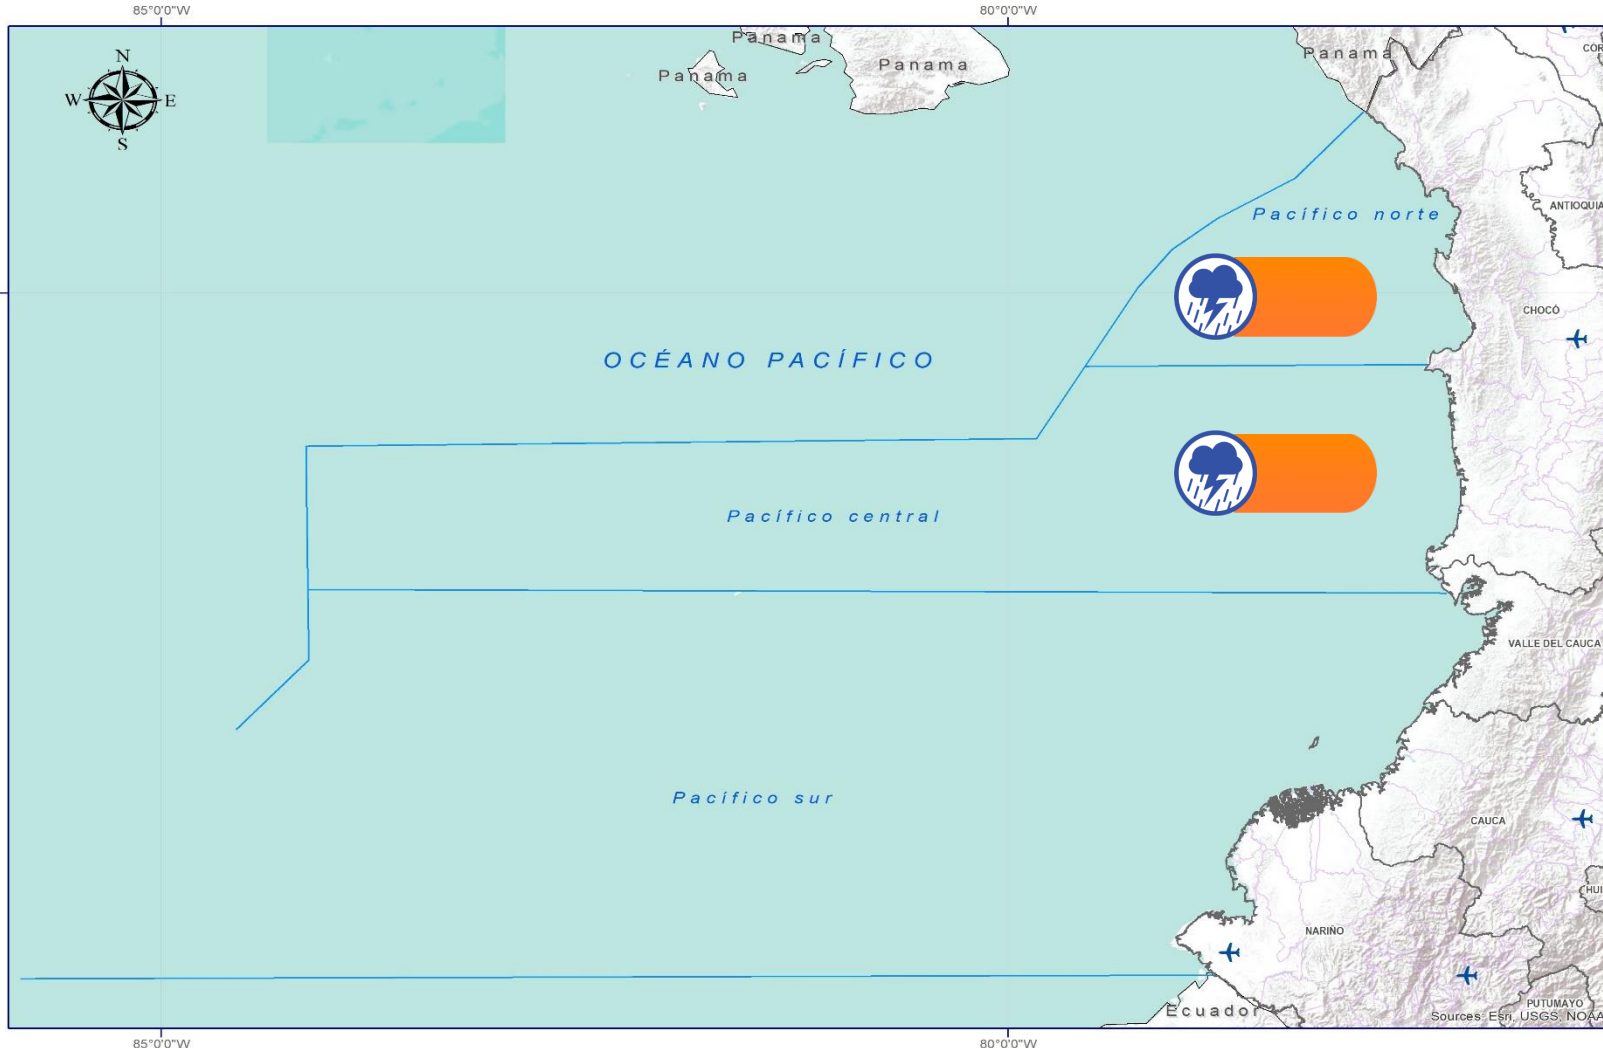 85°0'0"W
80°0'0"W
N
W
E
S
Panama
Panama
Panama
Panama
COR
ANTIOQUIA
Pacífico norte
CHOCÓ
OCÉANO PACÍFICO
Pacífico central
VALLE DEL CAUCA
Pacífico sur
CAUCA
HUI
NARIÑO
PUTUMAYO
Ecuador
Sources: Esri, USGS, NOAA
85°0'0"W
80°0'0"W